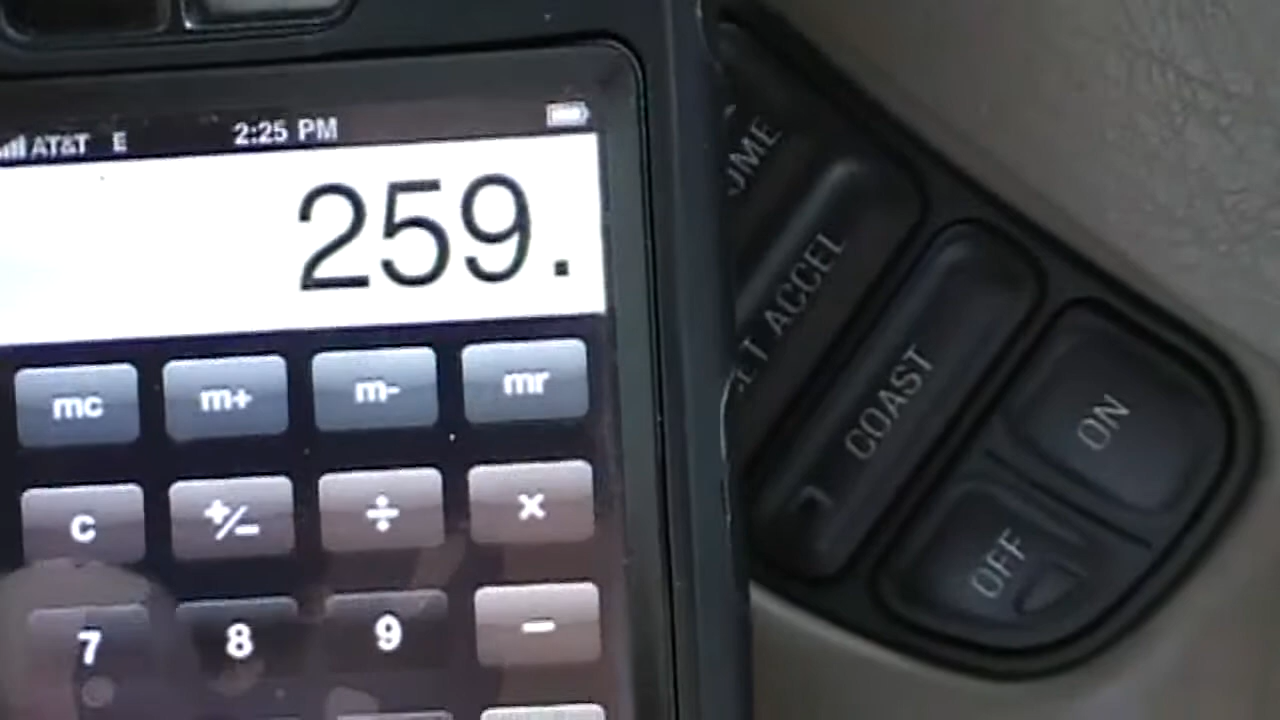 AT&T E 2:25 PM
259.
mc m+ m- mr
c +/- ÷ ×
7 8 9 -
ACCEL
COAST
ON
OFF